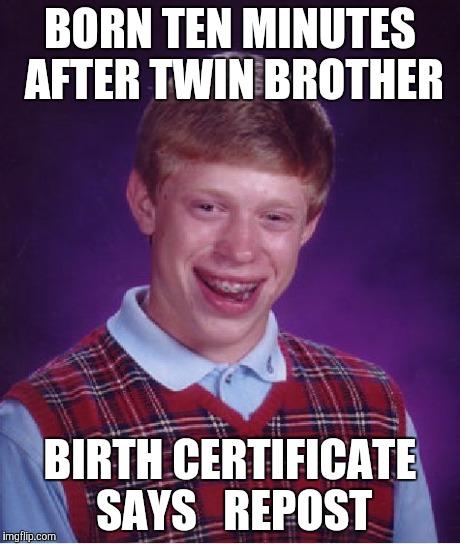 BORN TEN MINUTES
AFTER TWIN BROTHER
BIRTH CERTIFICATE
SAYS REPOST
imgflip.com